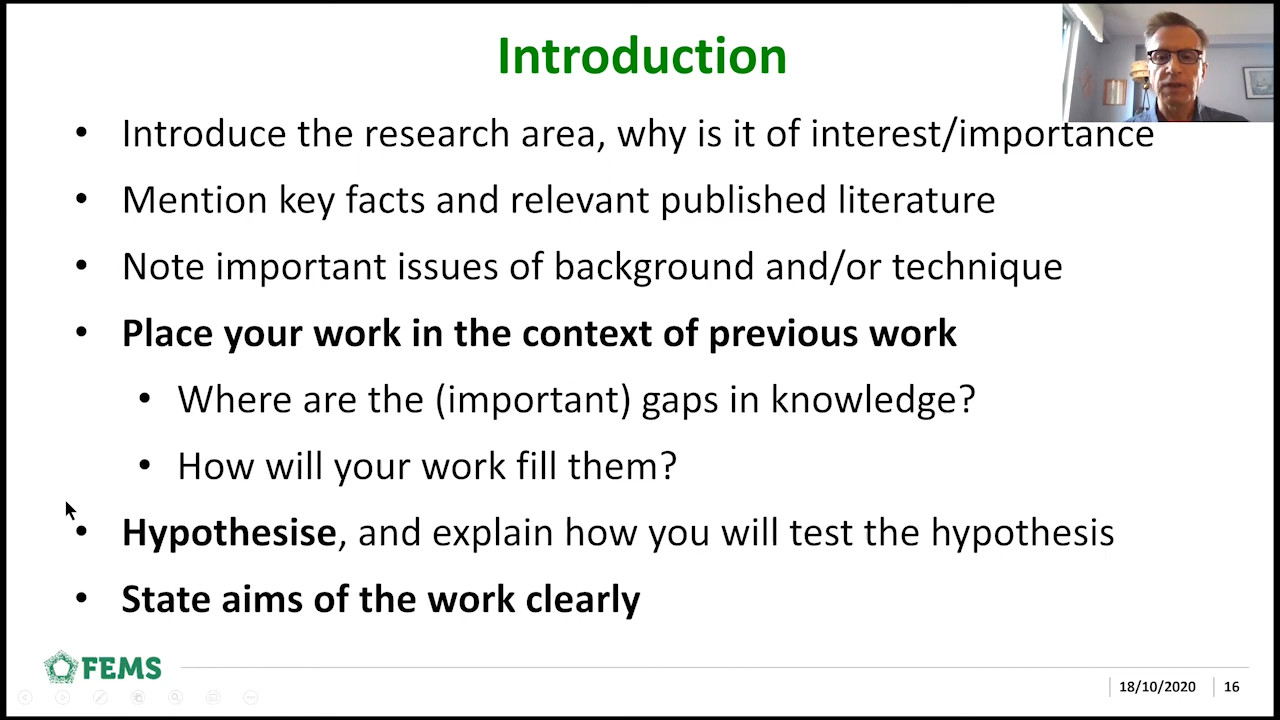 Introduction
• Introduce the research area, why is it of interest/importance
• Mention key facts and relevant published literature
• Note important issues of background and/or technique
• Place your work in the context of previous work
• Where are the (important) gaps in knowledge?
• How will your work fill them?
• Hypothesise, and explain how you will test the hypothesis
• State aims of the work clearly
FEMS
18/10/2020
16